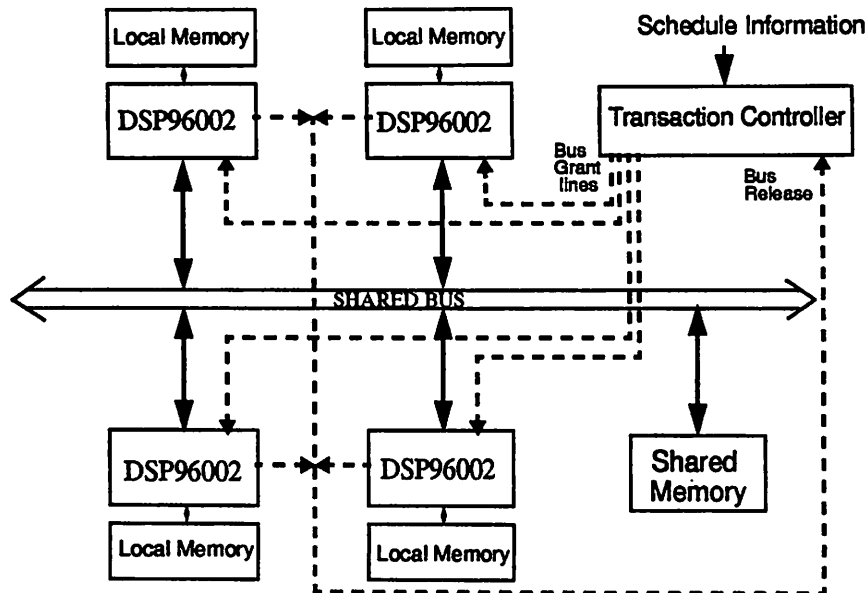 Local Memory
Local Memory
Schedule Information
DSP96002
DSP96002
Transaction Controller
Bus
Grant
lines
Bus
Release
SHARED BUS
DSP96002
DSP96002
Shared
Memory
Local Memory
Local Memory